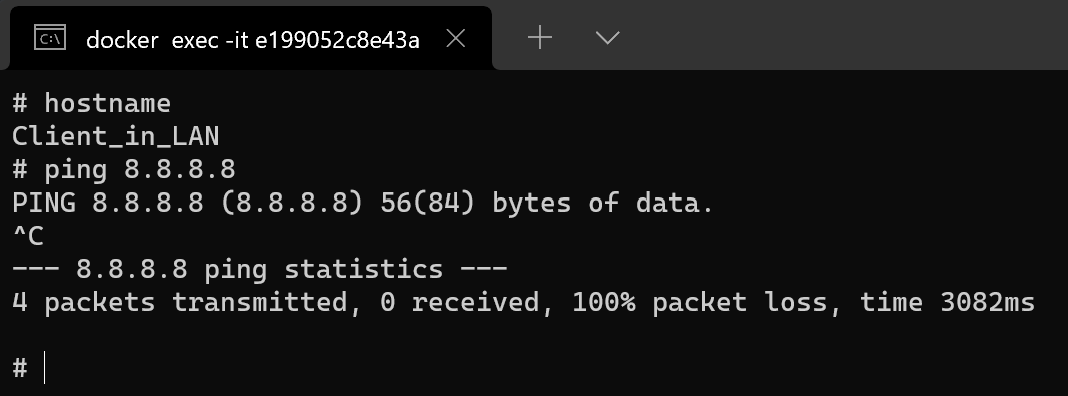 C:\
docker  exec -it e199052c8e43a
# hostname
Client_in_LAN
# ping 8.8.8.8
PING 8.8.8.8 (8.8.8.8) 56(84) bytes of data.
^C
--- 8.8.8.8 ping statistics ---
4 packets transmitted, 0 received, 100% packet loss, time 3082ms
#